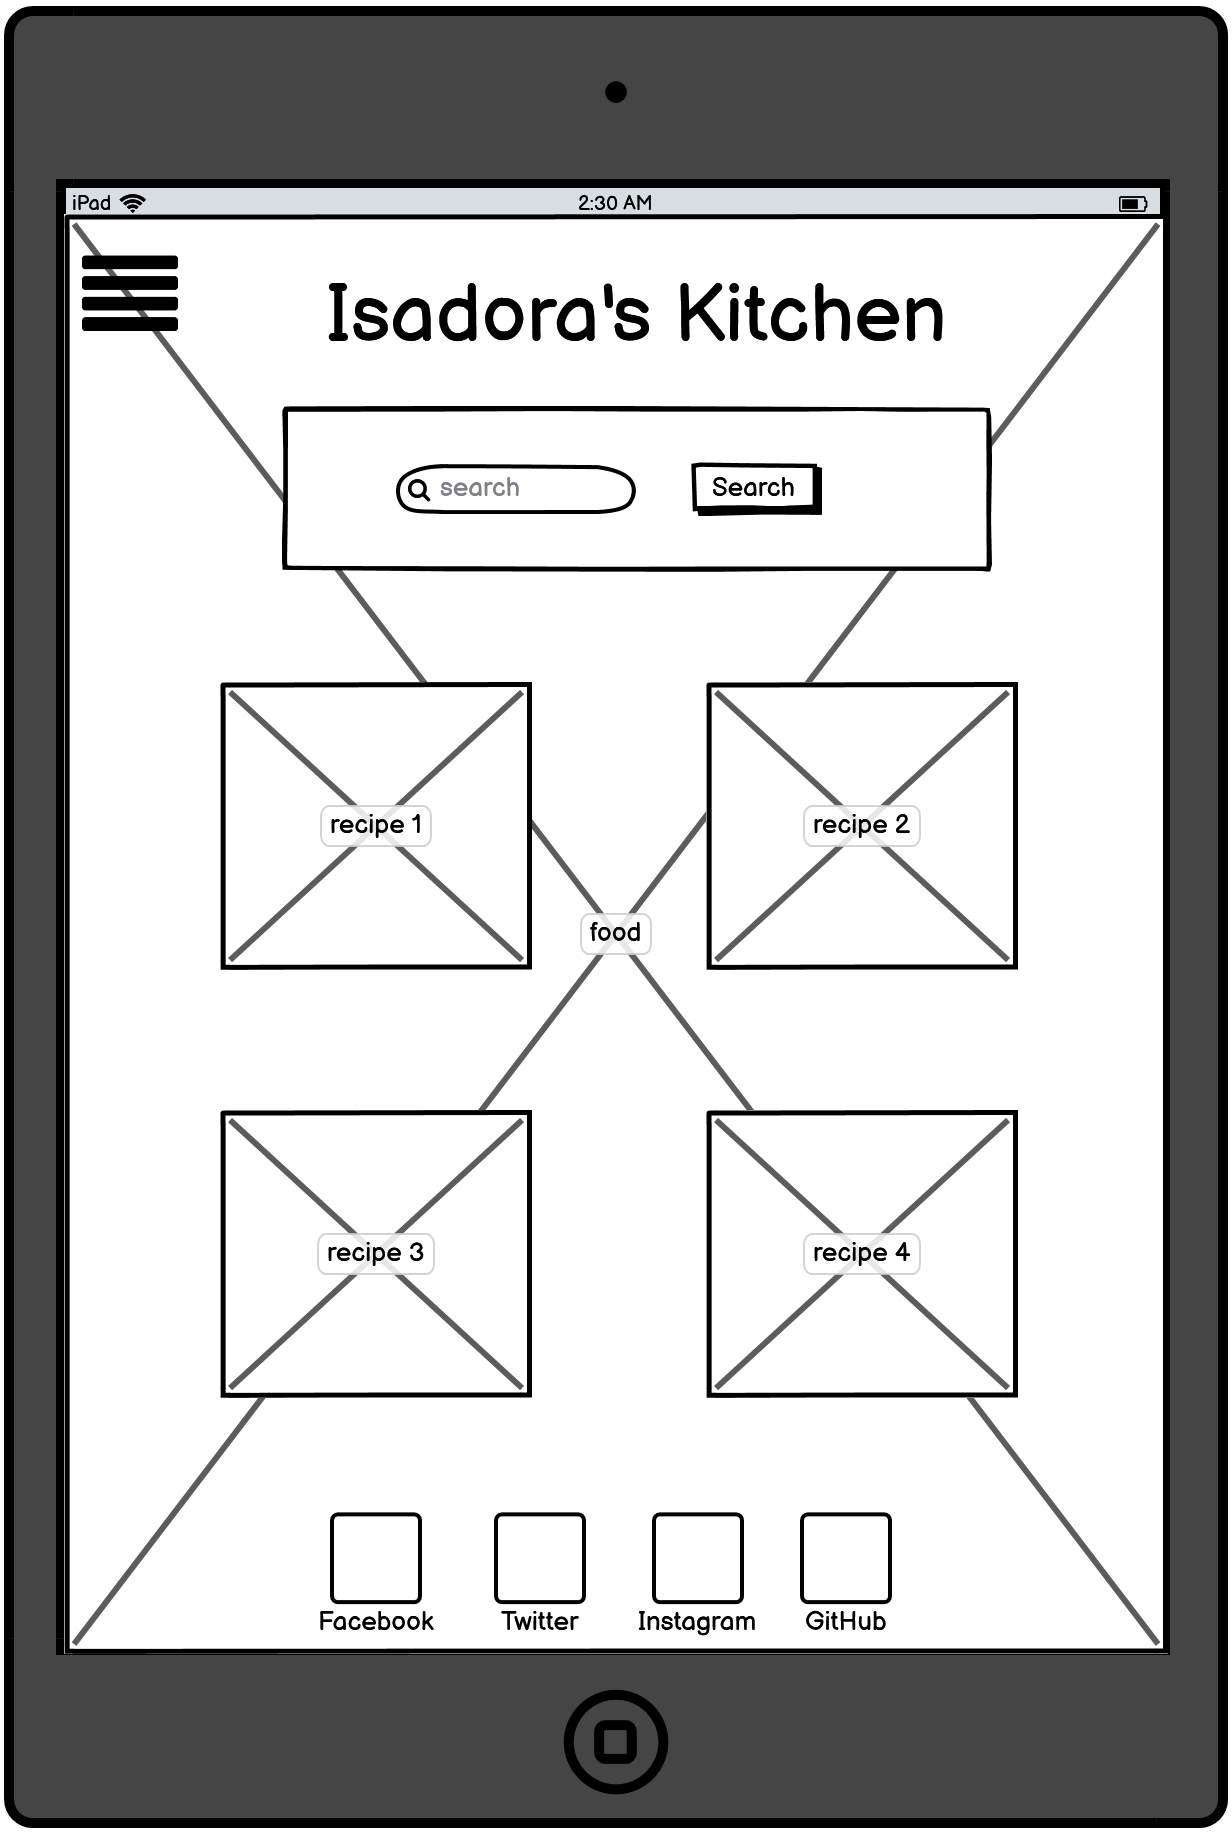 iPad 2:30 AM
Isadora's Kitchen
search Search
recipe 1 recipe 2
food
recipe 3 recipe 4
Facebook Twitter Instagram GitHub